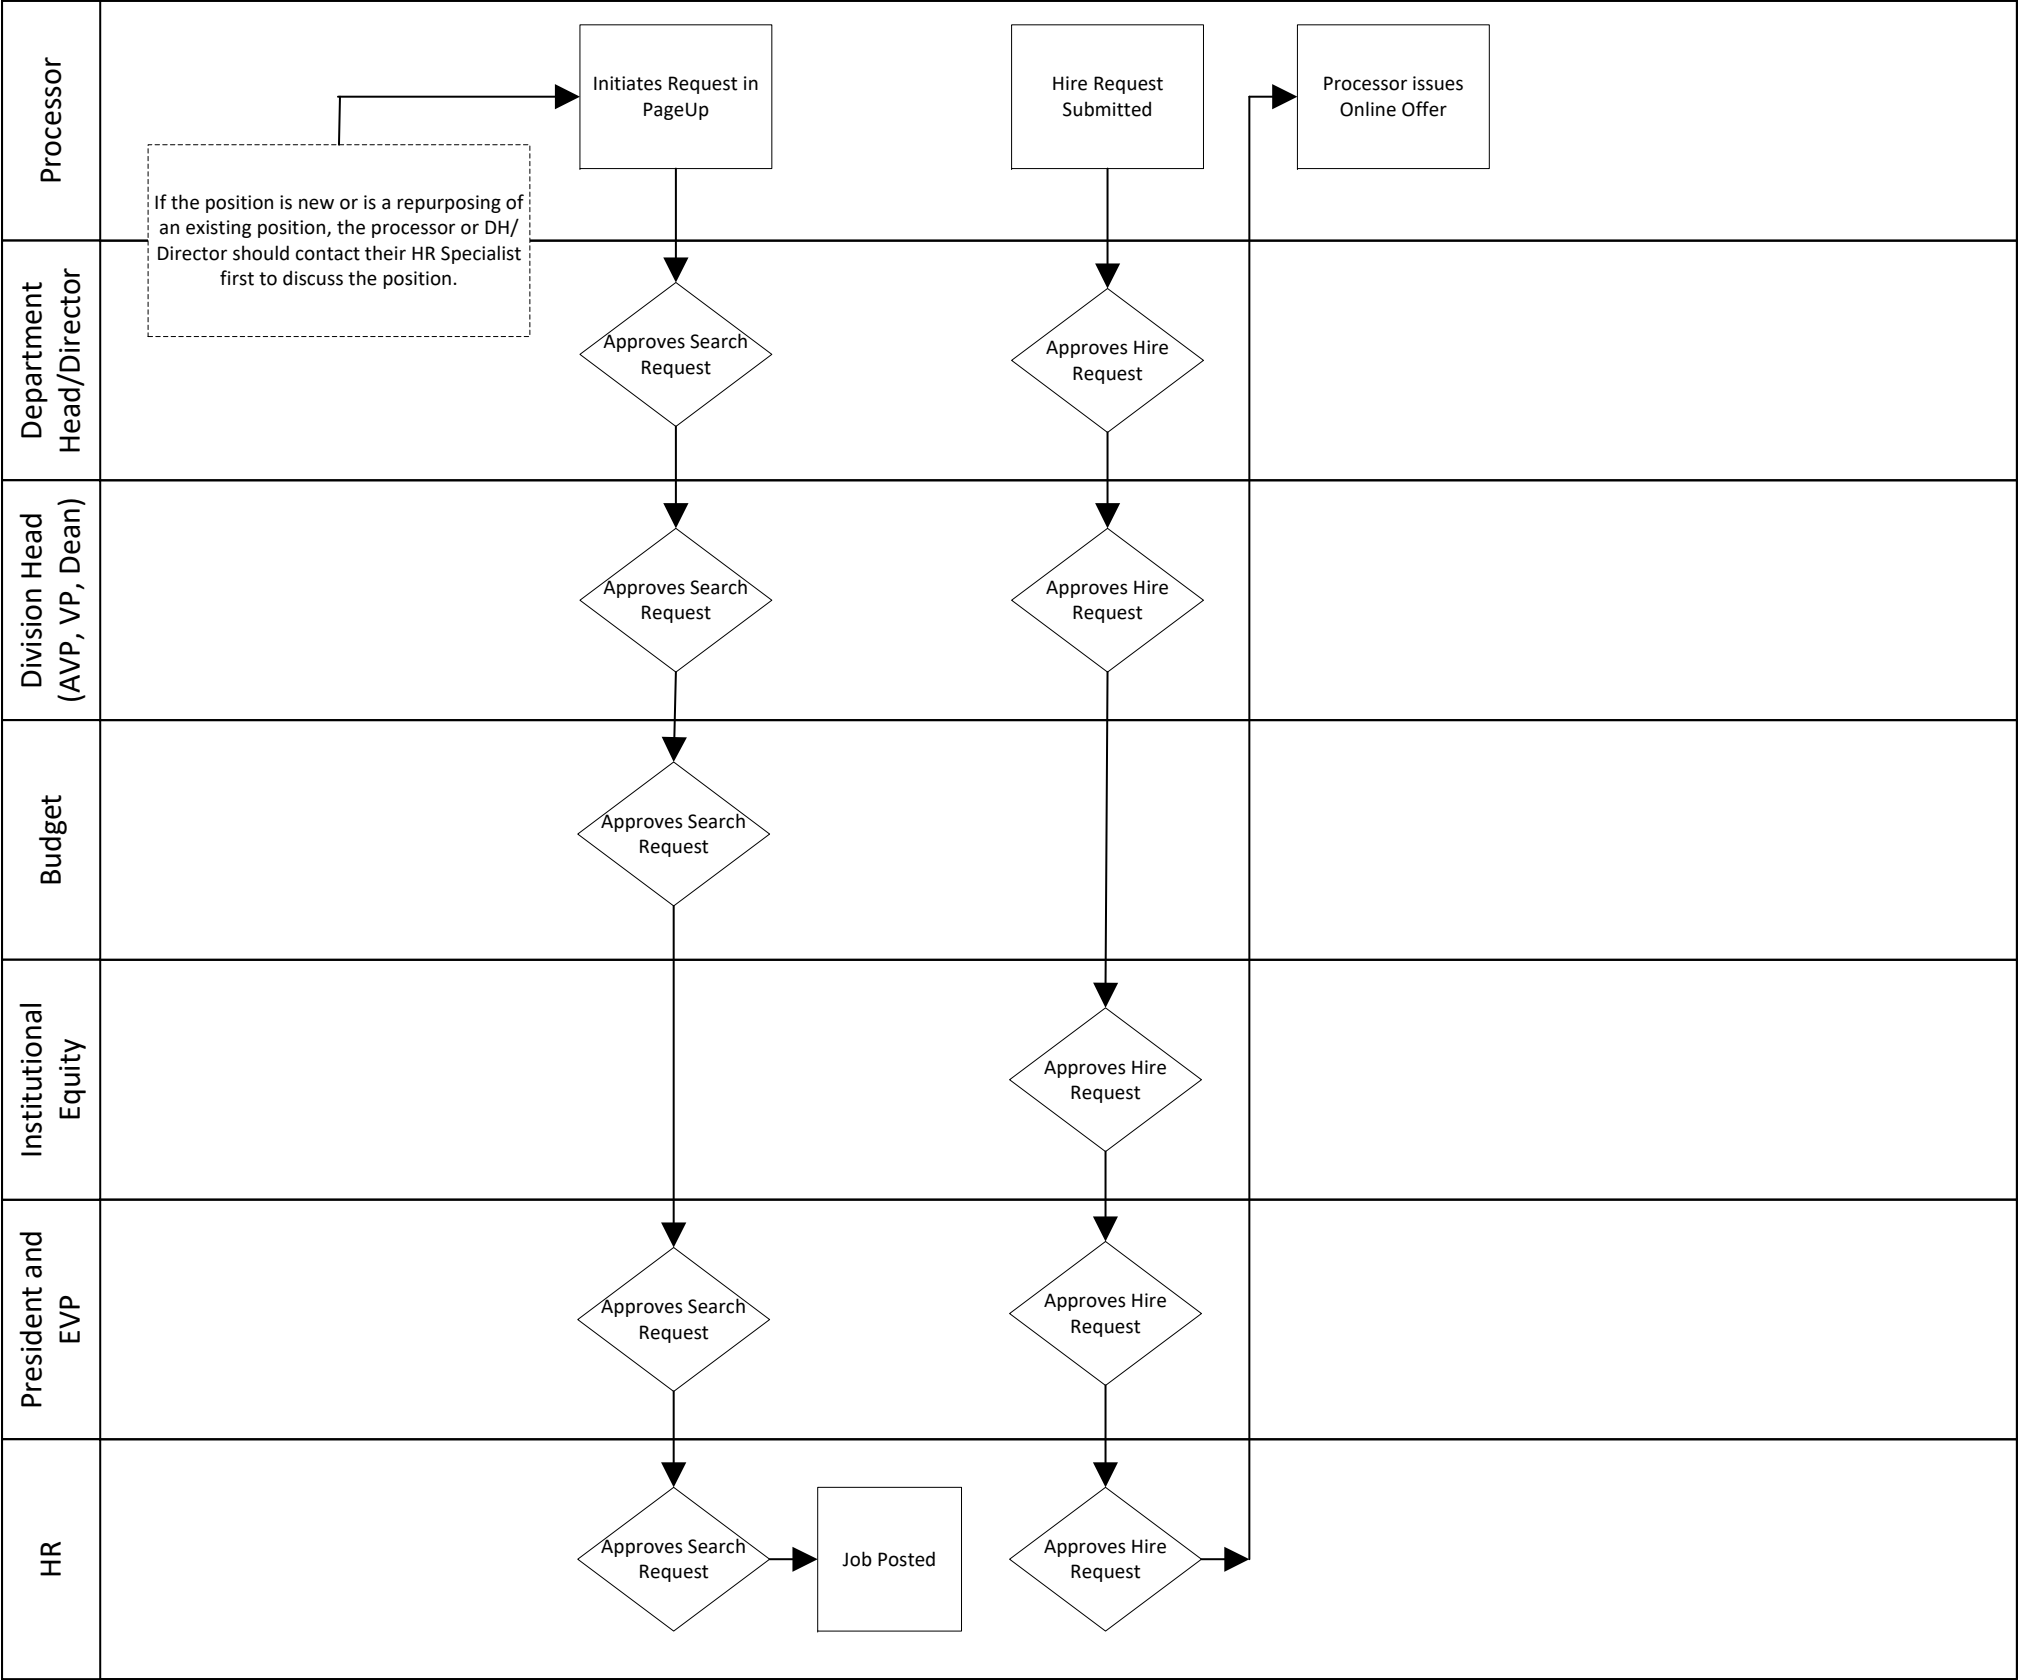 Processor
Initiates Request in
PageUp
Hire Request
Submitted
Processor issues
Online Offer
If the position is new or is a repurposing of
an existing position, the processor or DH/
Director should contact their HR Specialist
first to discuss the position.
Department
Head/Director
Approves Search
Request
Approves Hire
Request
Division Head
(AVP, VP, Dean)
Approves Search
Request
Approves Hire
Request
Budget
Approves Search
Request
Institutional
Equity
Approves Hire
Request
President and
EVP
Approves Search
Request
Approves Hire
Request
HR
Approves Search
Request
Job Posted
Approves Hire
Request